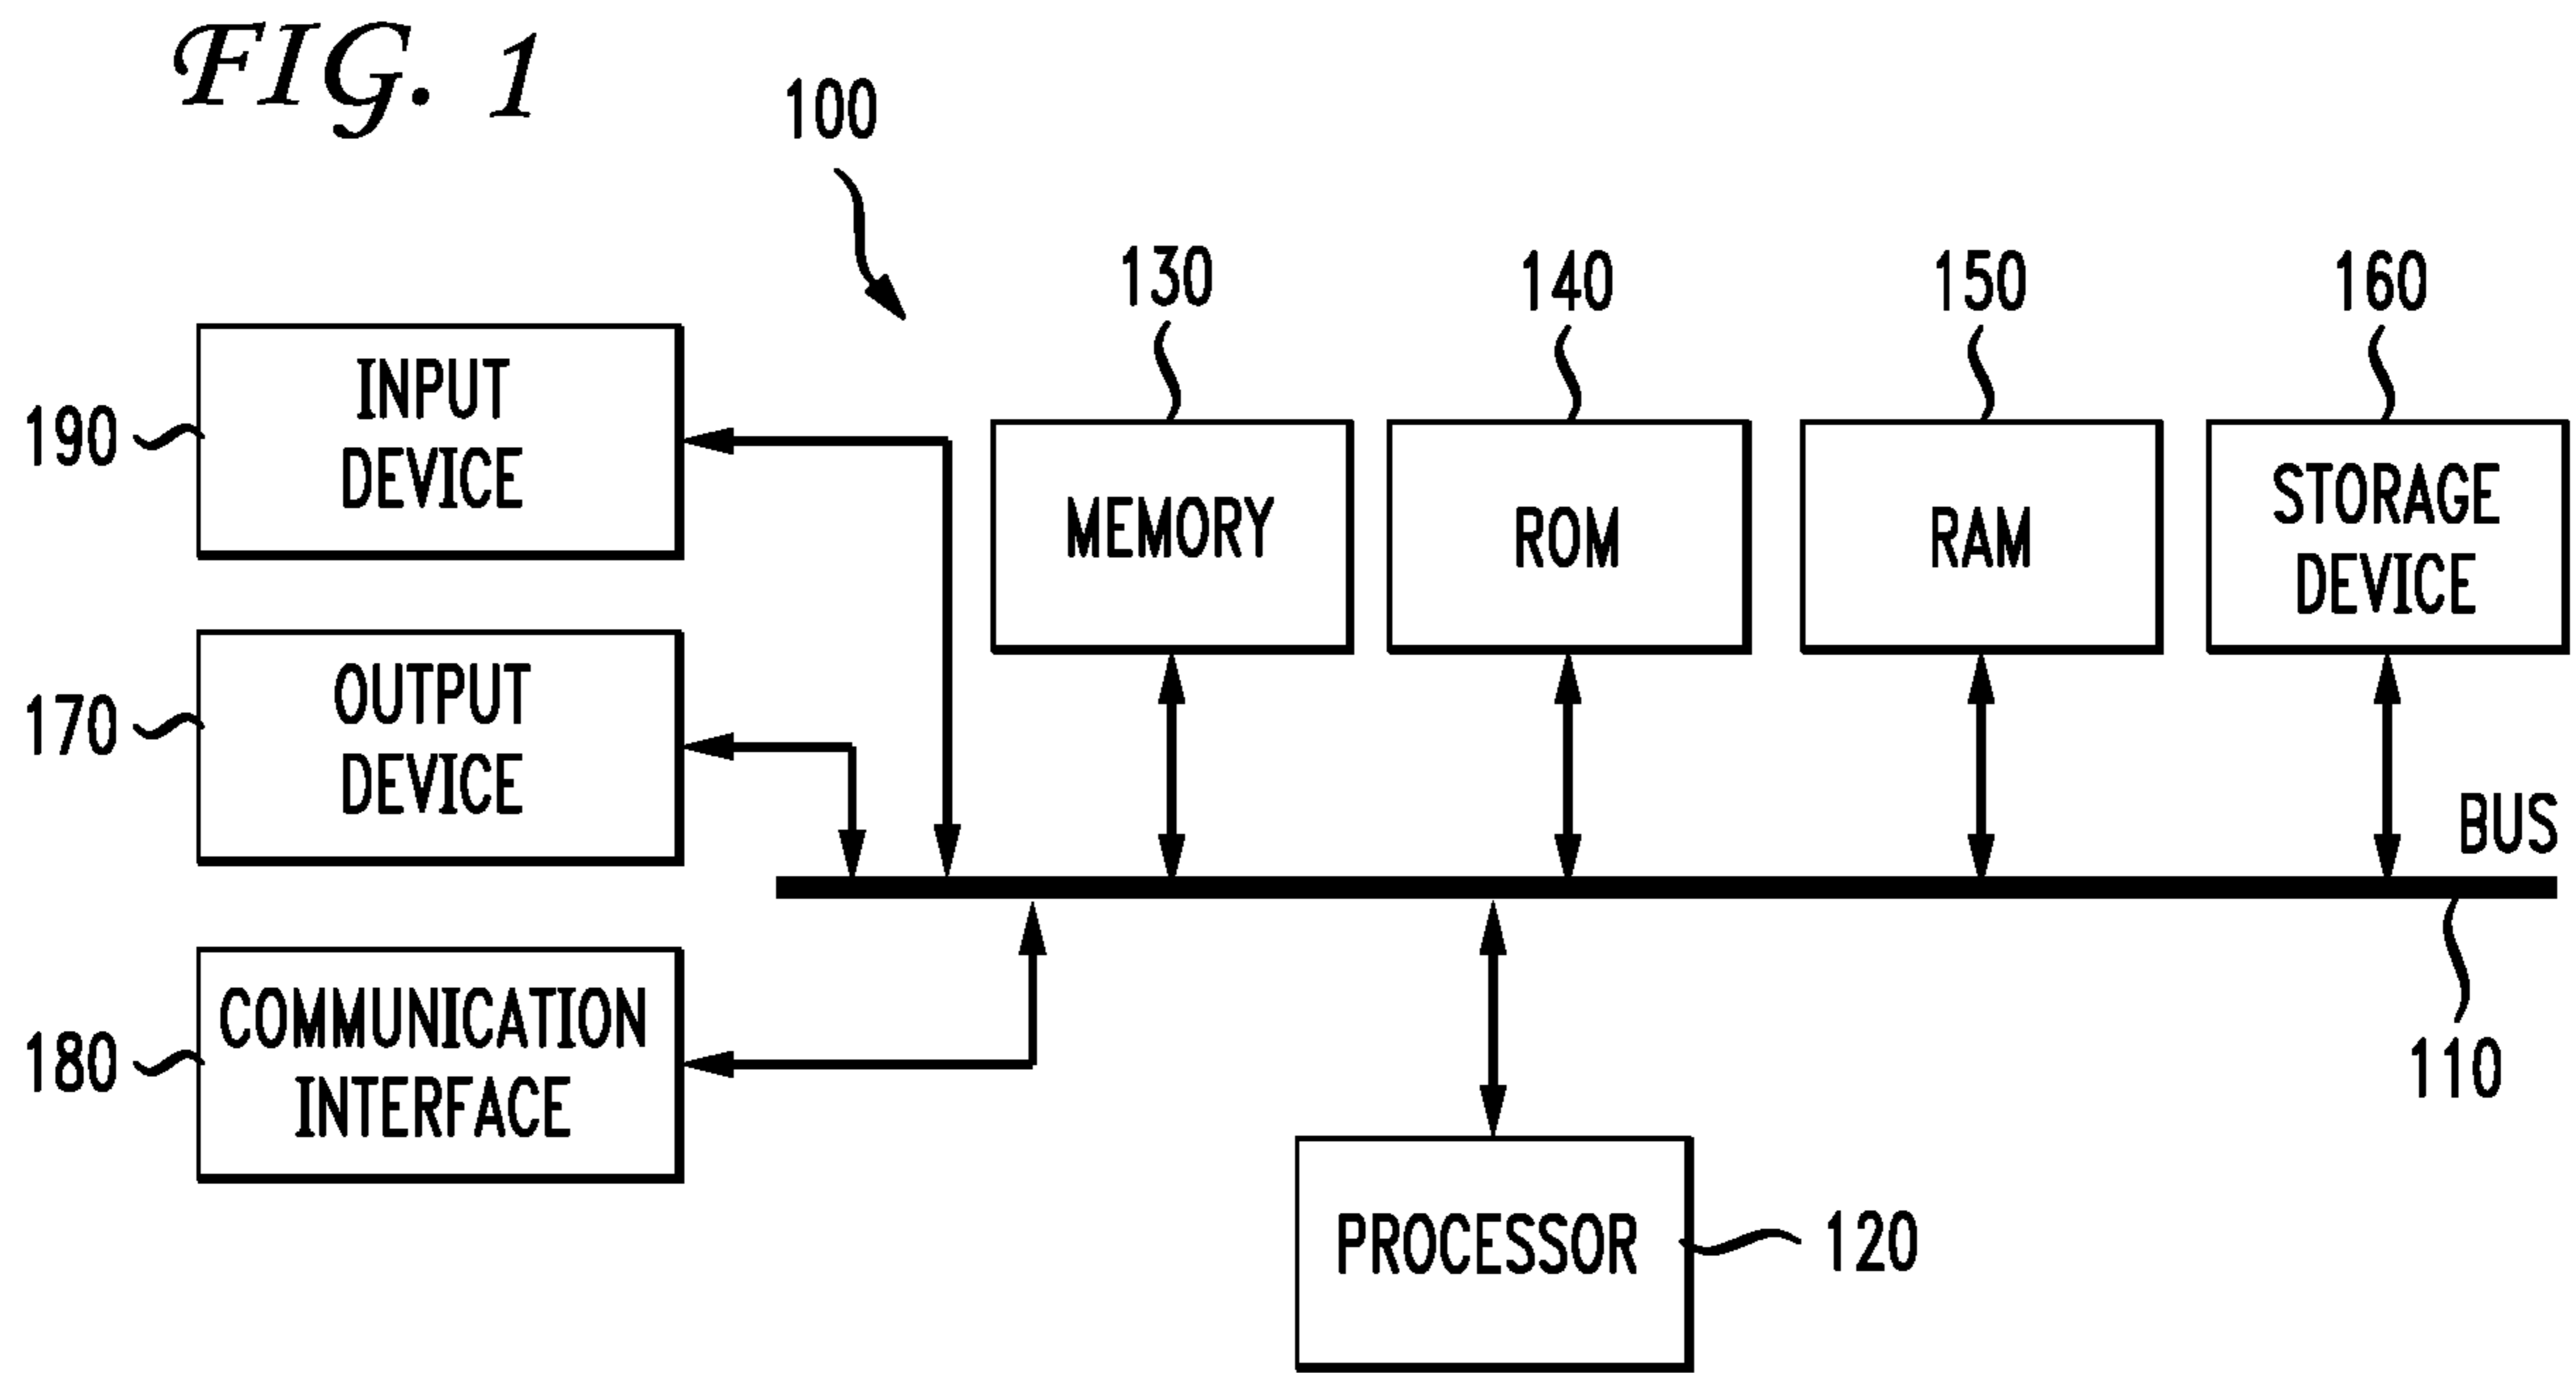 FIG. 1
100
130
140
150
160
190
INPUT
DEVICE
MEMORY
ROM
RAM
STORAGE
DEVICE
170
OUTPUT
DEVICE
BUS
180
COMMUNICATION
INTERFACE
110
PROCESSOR
120